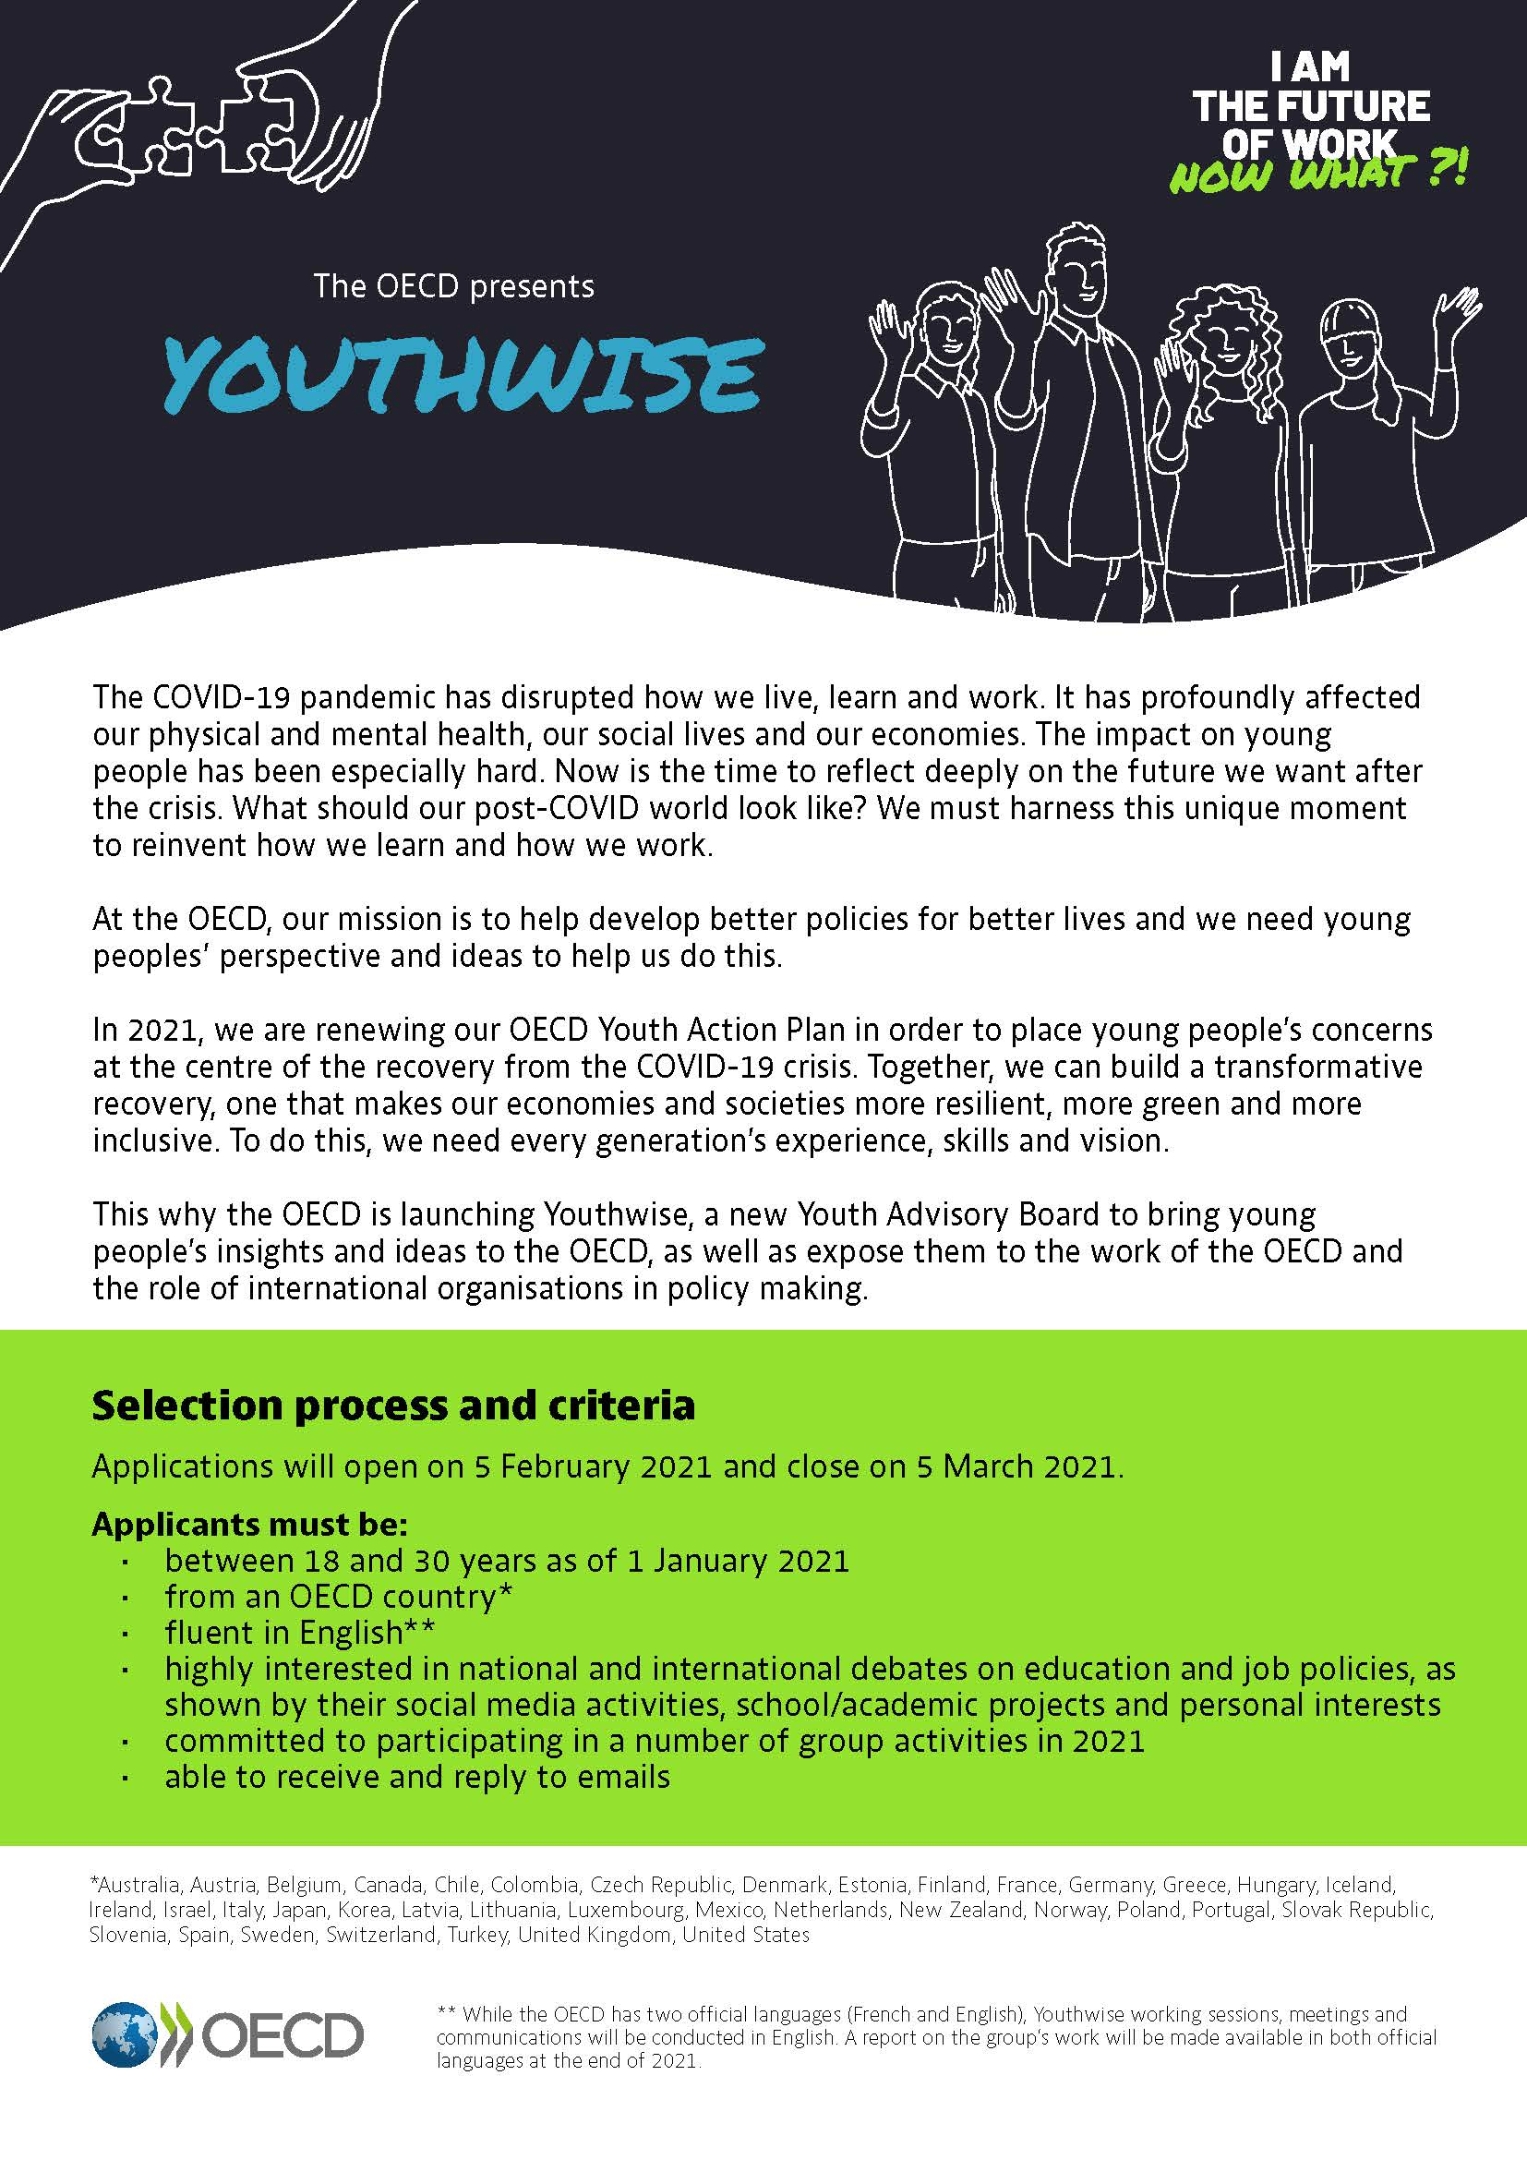 I AM
THE FUTURE
OF WORK
NOW WHAT ?!
The OECD presents
YOUTHWISE
The COVID-19 pandemic has disrupted how we live, learn and work. It has profoundly affected
our physical and mental health, our social lives and our economies. The impact on young
people has been especially hard. Now is the time to reflect deeply on the future we want after
the crisis. What should our post-COVID world look like? We must harness this unique moment
to reinvent how we learn and how we work.
At the OECD, our mission is to help develop better policies for better lives and we need young
peoples' perspective and ideas to help us do this.
In 2021, we are renewing our OECD Youth Action Plan in order to place young people's concerns
at the centre of the recovery from the COVID-19 crisis. Together, we can build a transformative
recovery, one that makes our economies and societies more resilient, more green and more
inclusive. To do this, we need every generation's experience, skills and vision.
This why the OECD is launching Youthwise, a new Youth Advisory Board to bring young
people's insights and ideas to the OECD, as well as expose them to the work of the OECD and
the role of international organisations in policy making.
Selection process and criteria
Applications will open on 5 February 2021 and close on 5 March 2021.
Applicants must be:
· between 18 and 30 years as of 1 January 2021
· from an OECD country*
· fluent in English**
· highly interested in national and international debates on education and job policies, as
shown by their social media activities, school/academic projects and personal interests
· committed to participating in a number of group activities in 2021
· able to receive and reply to emails
*Australia, Austria, Belgium, Canada, Chile, Colombia, Czech Republic, Denmark, Estonia, Finland, France, Germany, Greece, Hungary, Iceland,
Ireland, Israel, Italy, Japan, Korea, Latvia, Lithuania, Luxembourg, Mexico, Netherlands, New Zealand, Norway, Poland, Portugal, Slovak Republic,
Slovenia, Spain, Sweden, Switzerland, Turkey, United Kingdom, United States
OECD
** While the OECD has two official languages (French and English), Youthwise working sessions, meetings and
communications will be conducted in English. A report on the group's work will be made available in both official
languages at the end of 2021.